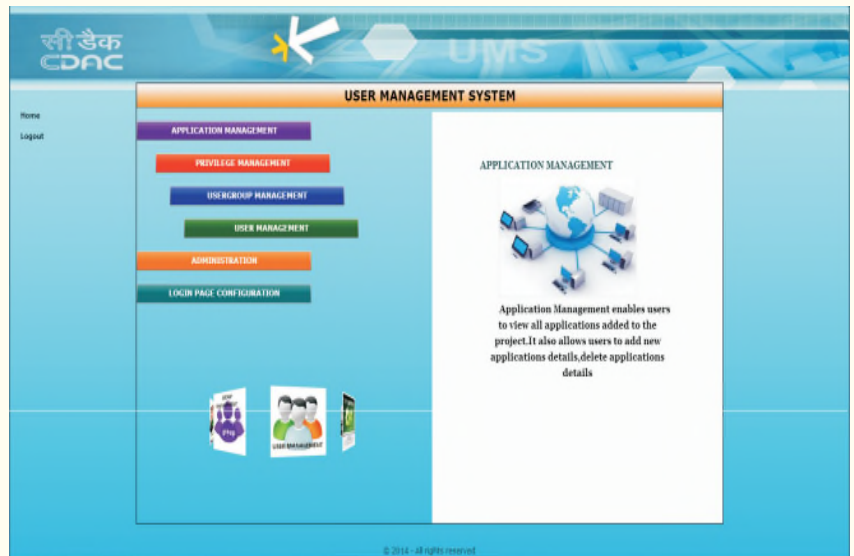 सी डैक
CDAC
UMS
USER MANAGEMENT SYSTEM
Home
Logout
APPLICATION MANAGEMENT
PRIVILEGE MANAGEMENT
USERGROUP MANAGEMENT
USER MANAGEMENT
ADMINISTRATION
LOGIN PAGE CONFIGURATION
APPLICATION MANAGEMENT
Application Management enables users
to view all applications added to the
project.It also allows users to add new
applications details,delete applications
details
USER MANAGEMENT
© 2014 - All rights reserved